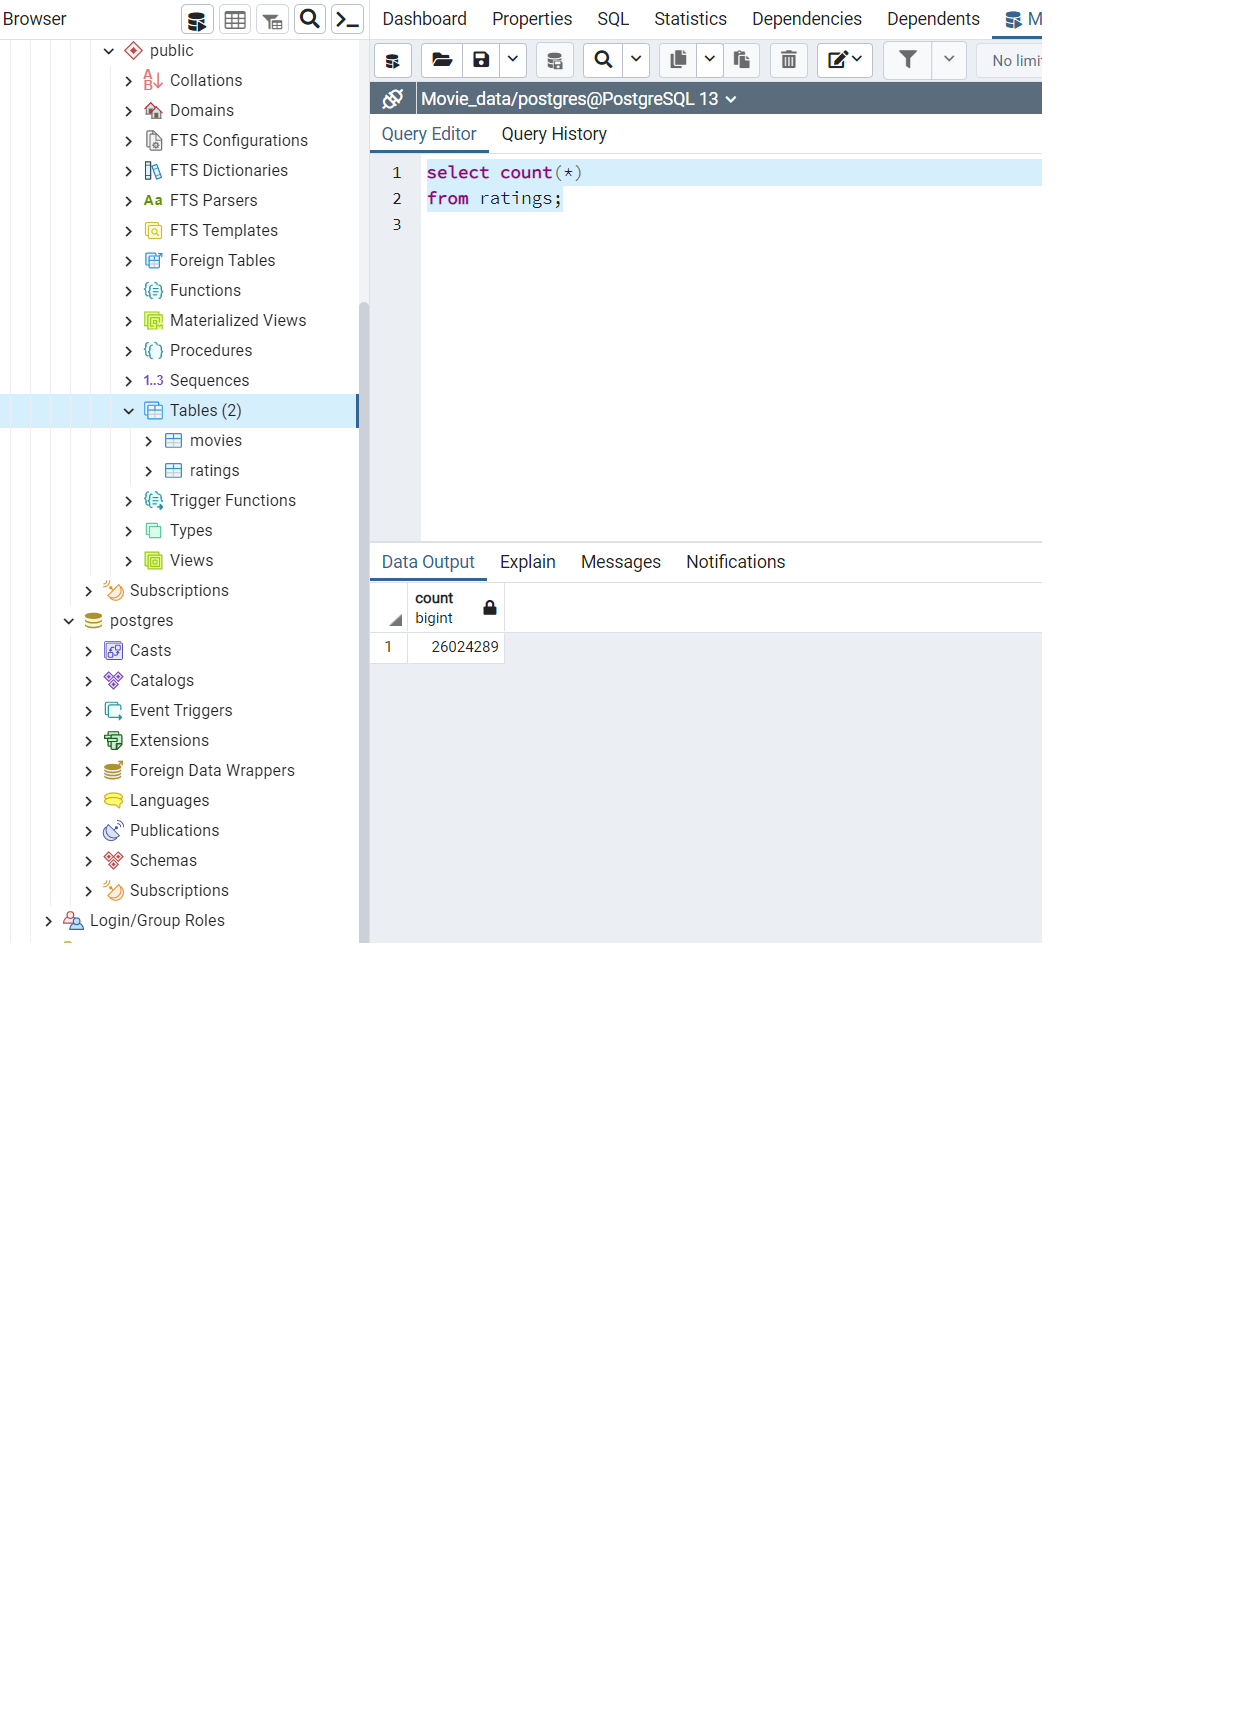 Browser
public
Collations
Domains
FTS Configurations
FTS Dictionaries
Aa FTS Parsers
FTS Templates
Foreign Tables
Functions
Materialized Views
Procedures
1..3 Sequences
Tables (2)
movies
ratings
Trigger Functions
Types
Views
Subscriptions
postgres
Casts
Catalogs
Event Triggers
Extensions
Foreign Data Wrappers
Languages
Publications
Schemas
Subscriptions
Login/Group Roles
Dashboard Properties SQL Statistics Dependencies Dependents M
No limi
Movie_data/postgres@PostgreSQL 13
Query Editor Query History
1 select count(*)
2 from ratings;
3
Data Output Explain Messages Notifications
count
bigint
1 26024289